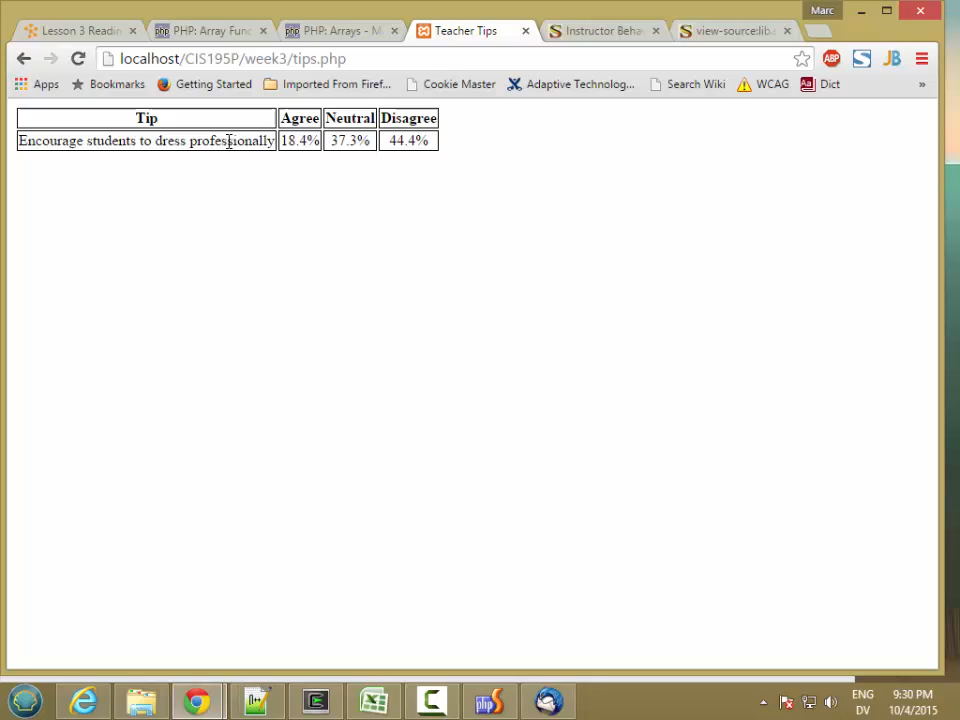 Marc
Lesson 3 Readin
PHP: Array Func
PHP: Arrays - M
Teacher Tips
Instructor Beha
view-source:lib.
localhost/CIS195P/week3/tips.php
ABP
S
JB
Apps
Bookmarks
Getting Started
Imported From Firef...
Cookie Master
Adaptive Technolog...
Search Wiki
WCAG
Dict
»
Tip Agree Neutral Disagree
Encourage students to dress professionally 18.4% 37.3% 44.4%
ENG 9:30 PM
DV 10/4/2015